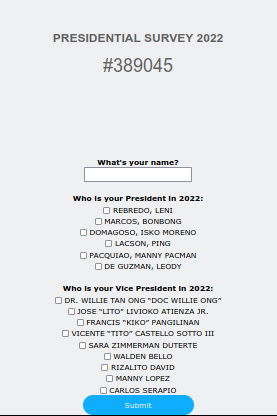 PRESIDENTIAL SURVEY 2022
#389045
What's your name?
Who is your President in 2022:
REBREDO, LENI
MARCOS, BONBONG
DOMAGOSO, ISKO MORENO
LACSON, PING
PACQUIAO, MANNY PACMAN
DE GUZMAN, LEODY
Who is your Vice President in 2022:
DR. WILLIE TAN ONG “DOC WILLIE ONG”
JOSE “LITO” LIVIOKO ATIENZA JR.
FRANCIS “KIKO” PANGILINAN
VICENTE “TITO” CASTELLO SOTTO III
SARA ZIMMERMAN DUTERTE
WALDEN BELLO
RIZALITO DAVID
MANNY LOPEZ
CARLOS SERAPIO
Submit